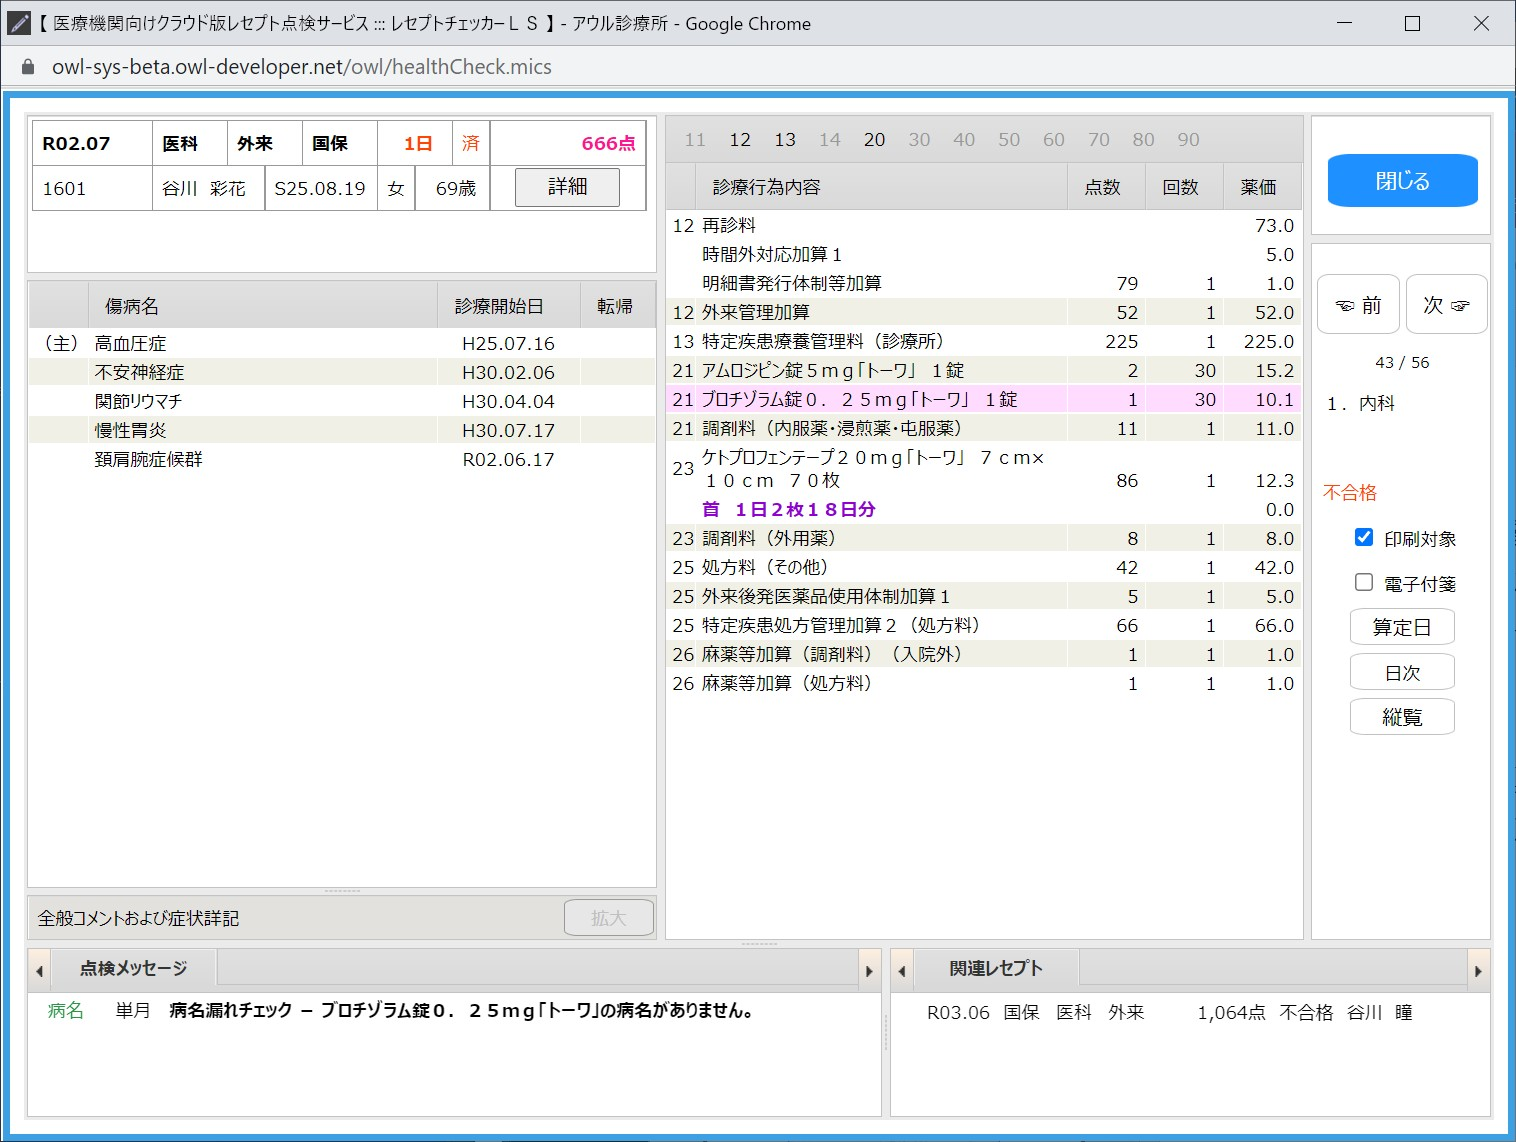 【 医療機関向けクラウド版レセプト点検サービス ::: レセプトチェッカーＬＳ 】 - アウル診療所 - Google Chrome
owl-sys-beta.owl-developer.net/owl/healthCheck.mics
R02.07 医科 外来 国保 1日 済 666点
1601 谷川　彩花 S25.08.19 女 69歳 詳細
傷病名 診療開始日 転帰
（主） 高血圧症 H25.07.16
不安神経症 H30.02.06
関節リウマチ H30.04.04
慢性胃炎 H30.07.17
頚肩腕症候群 R02.06.17
全般コメントおよび症状詳記 拡大
11 12 13 14 20 30 40 50 60 70 80 90
診療行為内容 点数 回数 薬価
12 再診料 73.0
時間外対応加算１ 5.0
明細書発行体制等加算 79 1 1.0
12 外来管理加算 52 1 52.0
13 特定疾患療養管理料（診療所） 225 1 225.0
21 アムロジピン錠５ｍｇ「トーワ」　１錠 2 30 15.2
21 ブロチゾラム錠０．２５ｍｇ「トーワ」　１錠 1 30 10.1
21 調剤料（内服薬・浸煎薬・屯服薬） 11 1 11.0
23 ケトプロフェンテープ２０ｍｇ「トーワ」　７ｃｍ×
１０ｃｍ　７０枚 86 1 12.3
首　１日２枚１８日分 0.0
23 調剤料（外用薬） 8 1 8.0
25 処方料（その他） 42 1 42.0
25 外来後発医薬品使用体制加算１ 5 1 5.0
25 特定疾患処方管理加算２（処方料） 66 1 66.0
26 麻薬等加算（調剤料）（入院外） 1 1 1.0
26 麻薬等加算（処方料） 1 1 1.0
閉じる
☜ 前 次 ☞
43 / 56
１．内科
不合格
印刷対象
電子付箋
算定日
日次
縦覧
点検メッセージ
病名 単月 病名漏れチェック － ブロチゾラム錠０．２５ｍｇ「トーワ」の病名がありません。
関連レセプト
R03.06 国保 医科 外来 1,064点 不合格 谷川　瞳